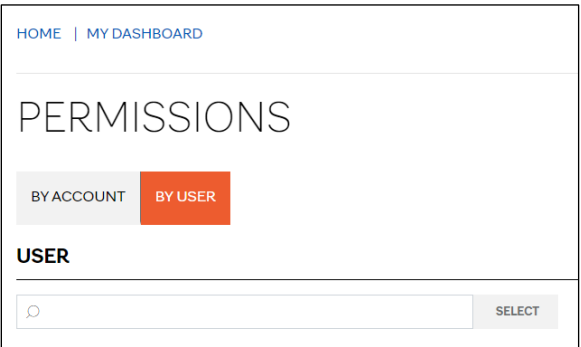 HOME | MY DASHBOARD
PERMISSIONS
BY ACCOUNT BY USER
USER
SELECT